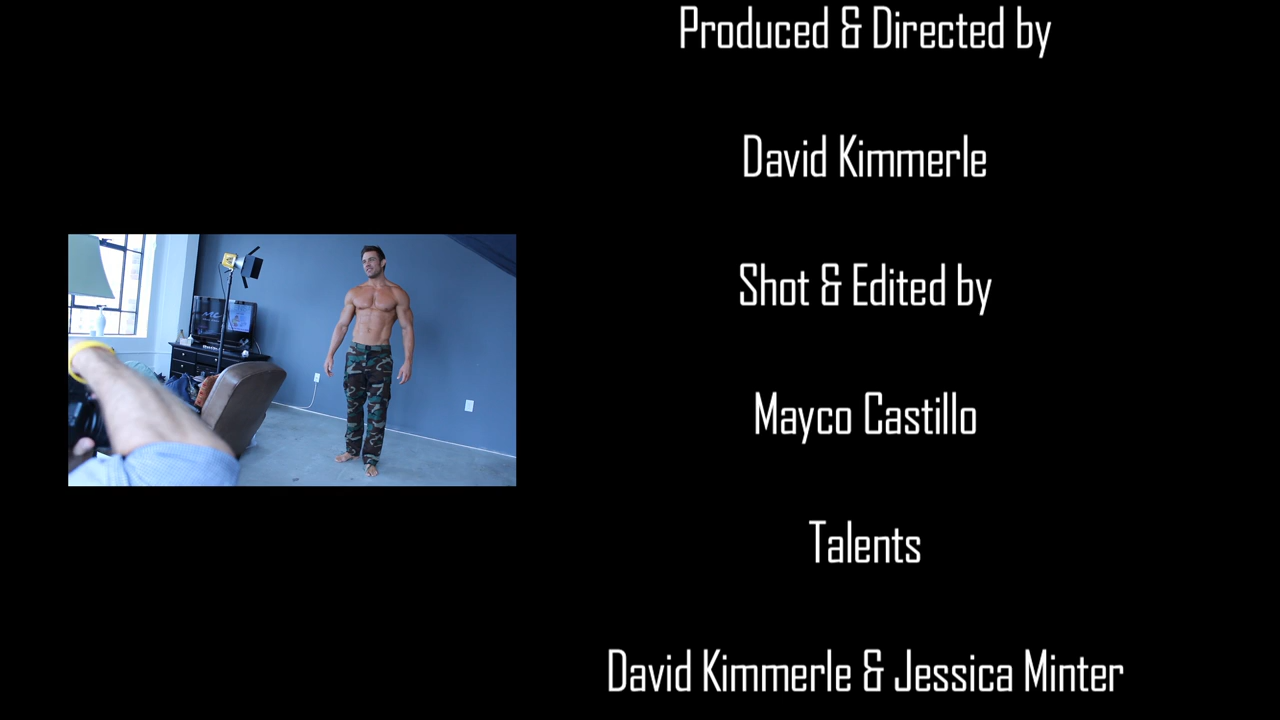 Produced & Directed by
David Kimmerle
Shot & Edited by
Mayco Castillo
Talents
David Kimmerle & Jessica Minter